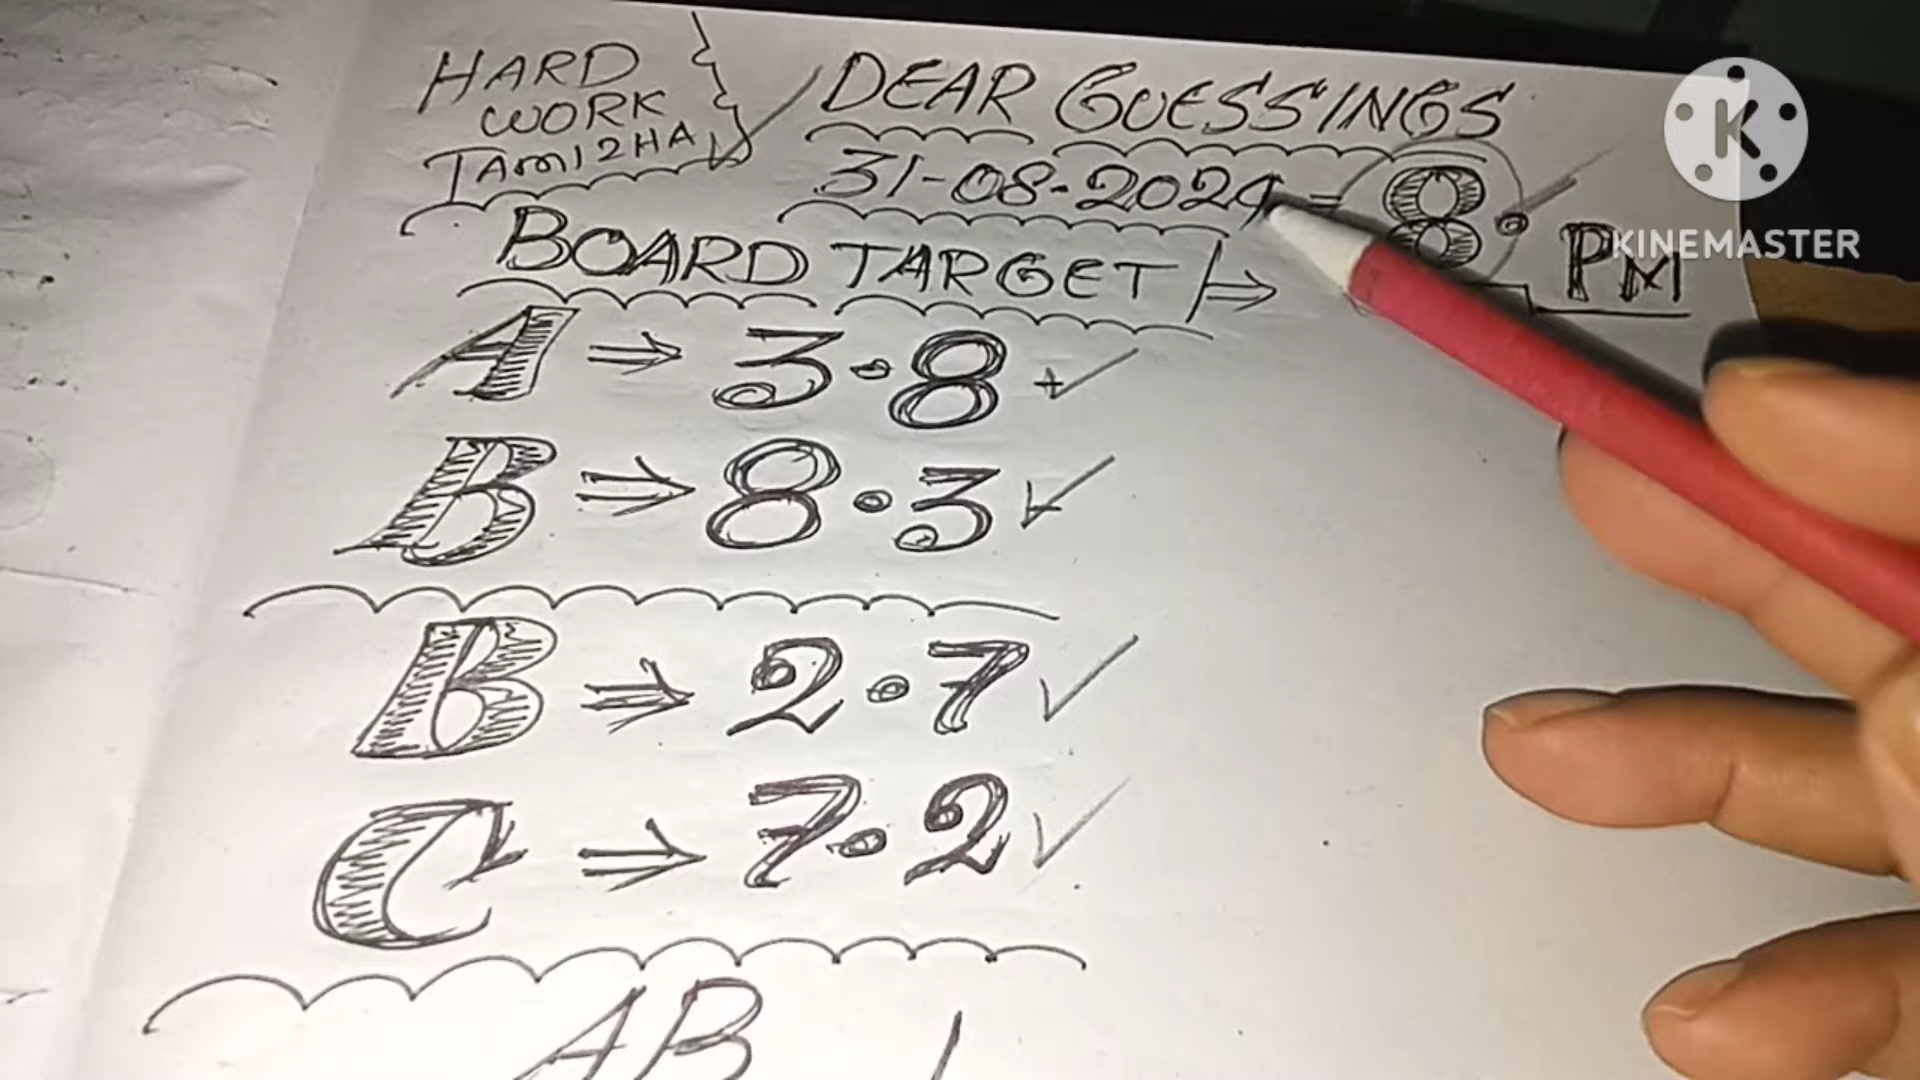 HARD
WORK
TAMIZHA
DEAR GUESSINGS
31-08-2024 = 8. PM
KINEMASTER
BOARD TARGET
A ⇒ 3.8
B ⇒ 8.3
B ⇒ 2.7
C ⇒ 7.2
AB